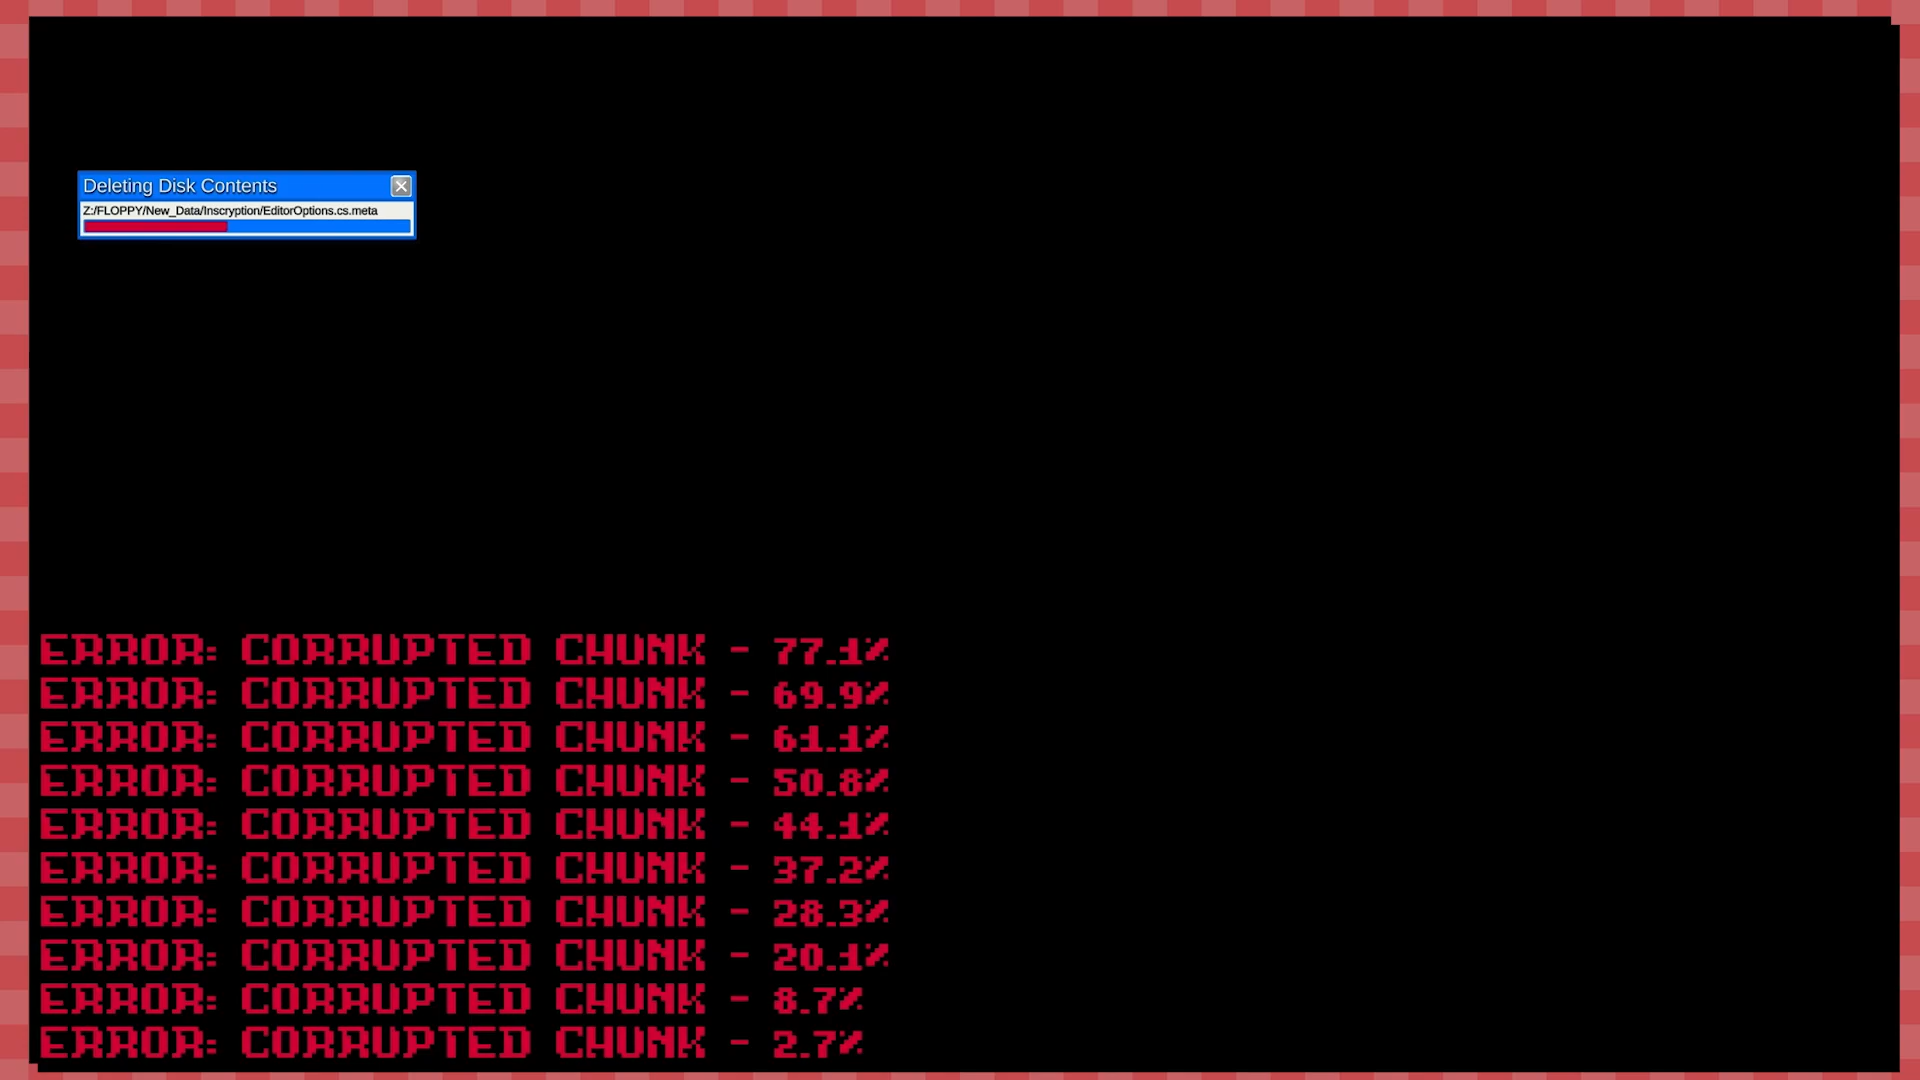 Deleting Disk Contents
Z:/FLOPPY/New_Data/Inscryption/EditorOptions.cs.meta
ERROR: CORRUPTED CHUNK - 77.1%
ERROR: CORRUPTED CHUNK - 69.9%
ERROR: CORRUPTED CHUNK - 61.1%
ERROR: CORRUPTED CHUNK - 50.8%
ERROR: CORRUPTED CHUNK - 44.1%
ERROR: CORRUPTED CHUNK - 37.2%
ERROR: CORRUPTED CHUNK - 28.3%
ERROR: CORRUPTED CHUNK - 20.1%
ERROR: CORRUPTED CHUNK - 8.7%
ERROR: CORRUPTED CHUNK - 2.7%